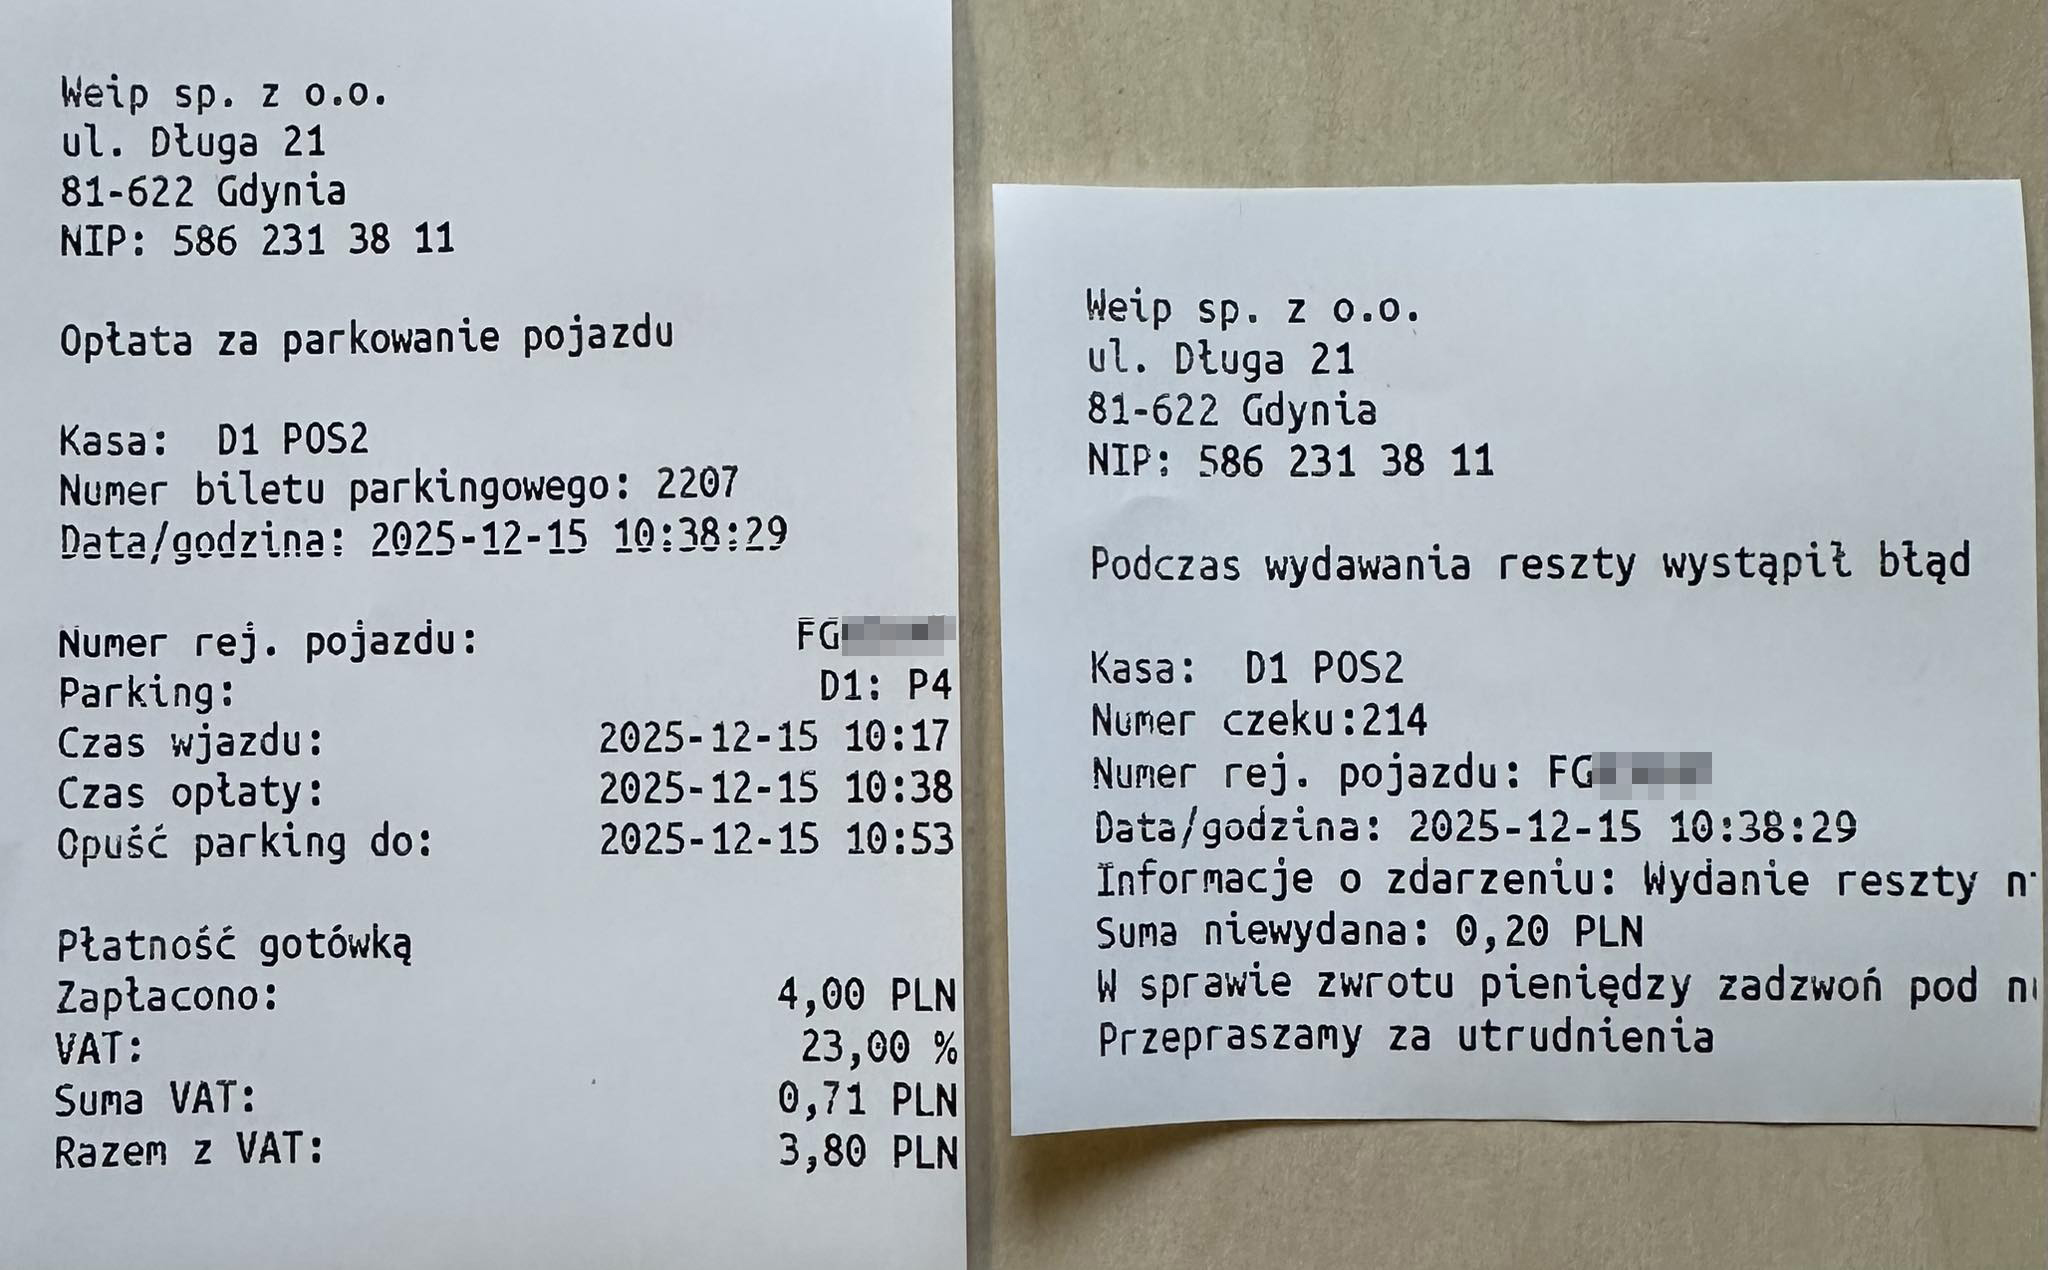 Weip sp. z o.o.
ul. Długa 21
81-622 Gdynia
NIP: 586 231 38 11
Opłata za parkowanie pojazdu
Kasa: D1 POS2
Numer biletu parkingowego: 2207
Data/godzina: 2025-12-15 10:38:29
Numer rej. pojazdu: FG
Parking: D1: P4
Czas wjazdu: 2025-12-15 10:17
Czas opłaty: 2025-12-15 10:38
Opuść parking do: 2025-12-15 10:53
Płatność gotówką
Zapłacono: 4,00 PLN
VAT: 23,00 %
Suma VAT: 0,71 PLN
Razem z VAT: 3,80 PLN
Weip sp. z o.o.
ul. Długa 21
81-622 Gdynia
NIP: 586 231 38 11
Podczas wydawania reszty wystąpił błąd
Kasa: D1 POS2
Numer czeku:214
Numer rej. pojazdu: FG
Data/godzina: 2025-12-15 10:38:29
Informacje o zdarzeniu: Wydanie reszty
Suma niewydana: 0,20 PLN
W sprawie zwrotu pieniędzy zadzwoń pod
Przepraszamy za utrudnienia